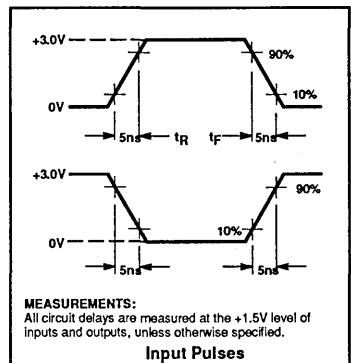 +3.0V
90%
10%
0V
5ns tR tF 5ns
+3.0V
90%
10%
0V
5ns 5ns
MEASUREMENTS:
All circuit delays are measured at the +1.5V level of
inputs and outputs, unless otherwise specified.
Input Pulses